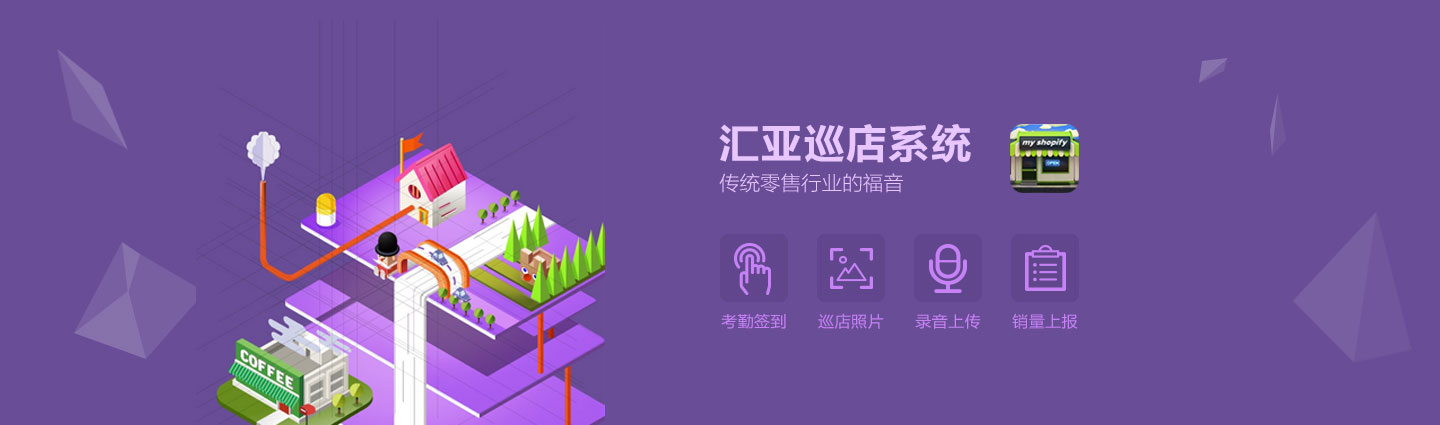 汇亚巡店系统
my shopify
OPEN
传统零售行业的福音
考勤签到
巡店照片
录音上传
销量上报
COFFEE